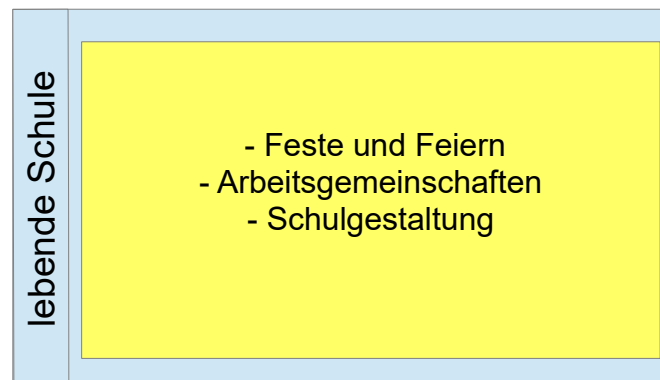 lebende Schule
- Feste und Feiern
- Arbeitsgemeinschaften
- Schulgestaltung